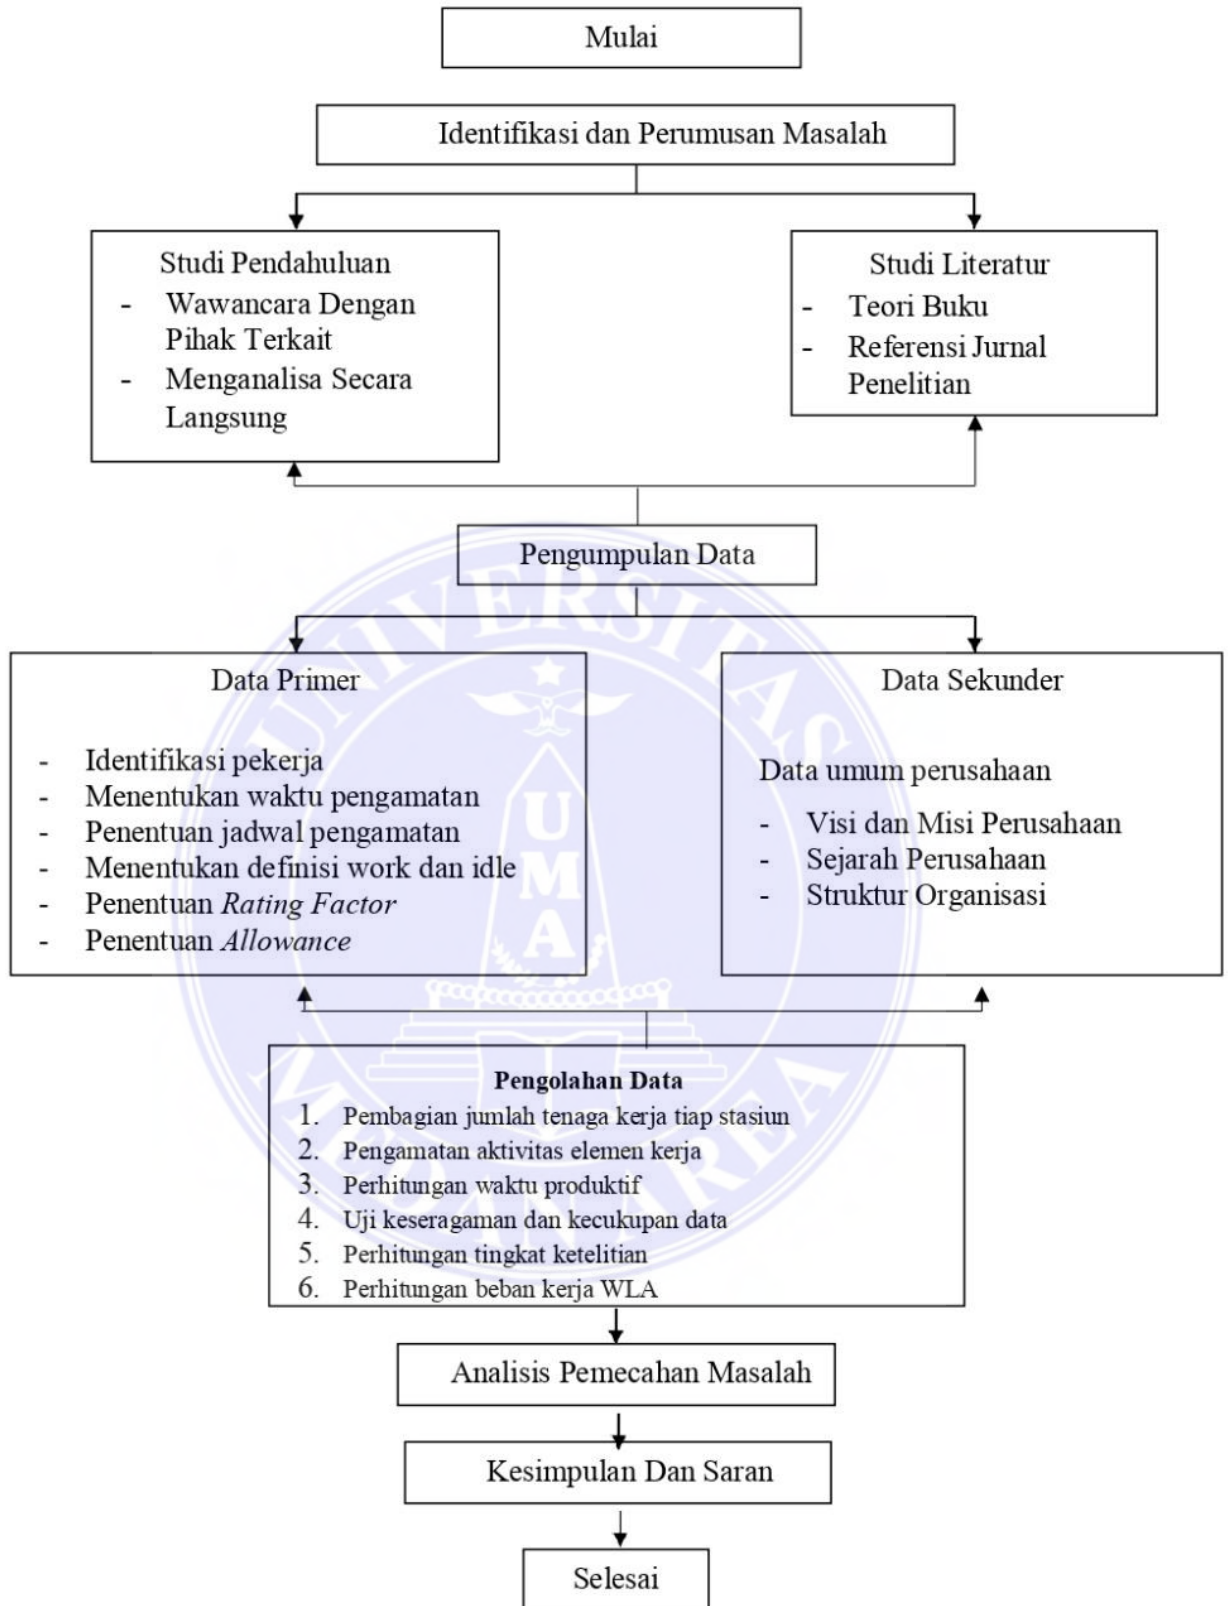 Mulai
Identifikasi dan Perumusan Masalah
Studi Pendahuluan
- Wawancara Dengan
Pihak Terkait
- Menganalisa Secara
Langsung
Studi Literatur
- Teori Buku
- Referensi Jurnal
Penelitian
Pengumpulan Data
Data Primer
- Identifikasi pekerja
- Menentukan waktu pengamatan
- Penentuan jadwal pengamatan
- Menentukan definisi work dan idle
- Penentuan Rating Factor
- Penentuan Allowance
Data Sekunder
Data umum perusahaan
- Visi dan Misi Perusahaan
- Sejarah Perusahaan
- Struktur Organisasi
UNIVERSITAS
UMA
MEDAN AREA
Pengolahan Data
1. Pembagian jumlah tenaga kerja tiap stasiun
2. Pengamatan aktivitas elemen kerja
3. Perhitungan waktu produktif
4. Uji keseragaman dan kecukupan data
5. Perhitungan tingkat ketelitian
6. Perhitungan beban kerja WLA
Analisis Pemecahan Masalah
Kesimpulan Dan Saran
Selesai